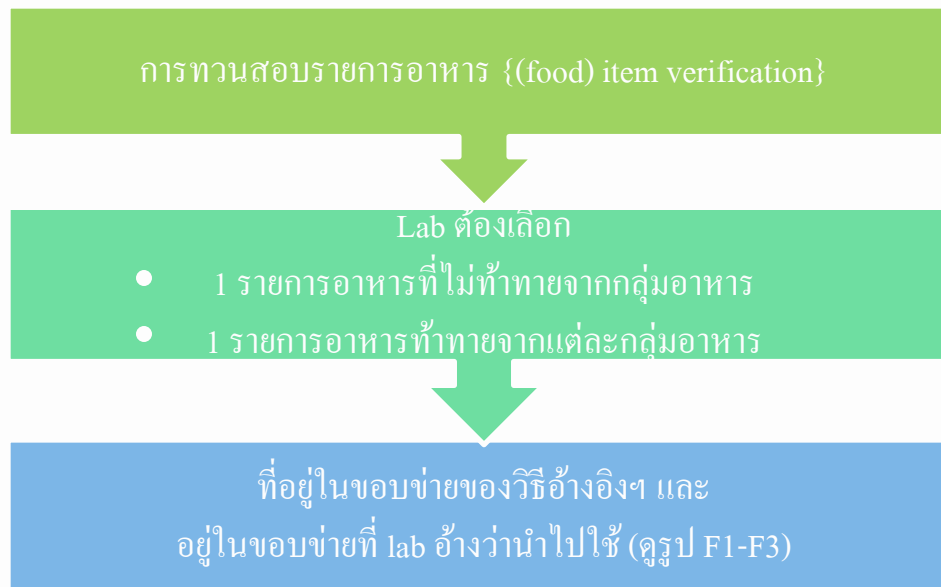 การทวนสอบรายการอาหาร {(food) item verification}
Lab ต้องเลือก
• 1 รายการอาหารที่ไม่ท้าทายจากกลุ่มอาหาร
• 1 รายการอาหารท้าทายจากแต่ละกลุ่มอาหาร
ที่อยู่ในขอบข่ายของวิธีอ้างอิงฯ และ
อยู่ในขอบข่ายที่ lab อ้างว่านำไปใช้ (ดูรูป F1-F3)